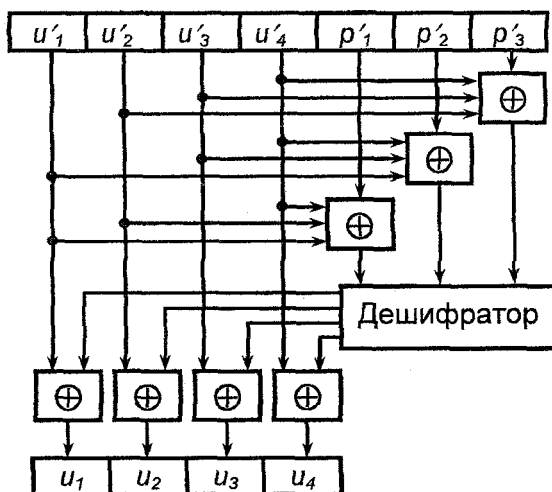 u'₁ u'₂ u'₃ u'₄ p'₁ p'₂ p'₃
⊕
⊕
⊕
Дешифратор
⊕ ⊕ ⊕ ⊕
u₁ u₂ u₃ u₄